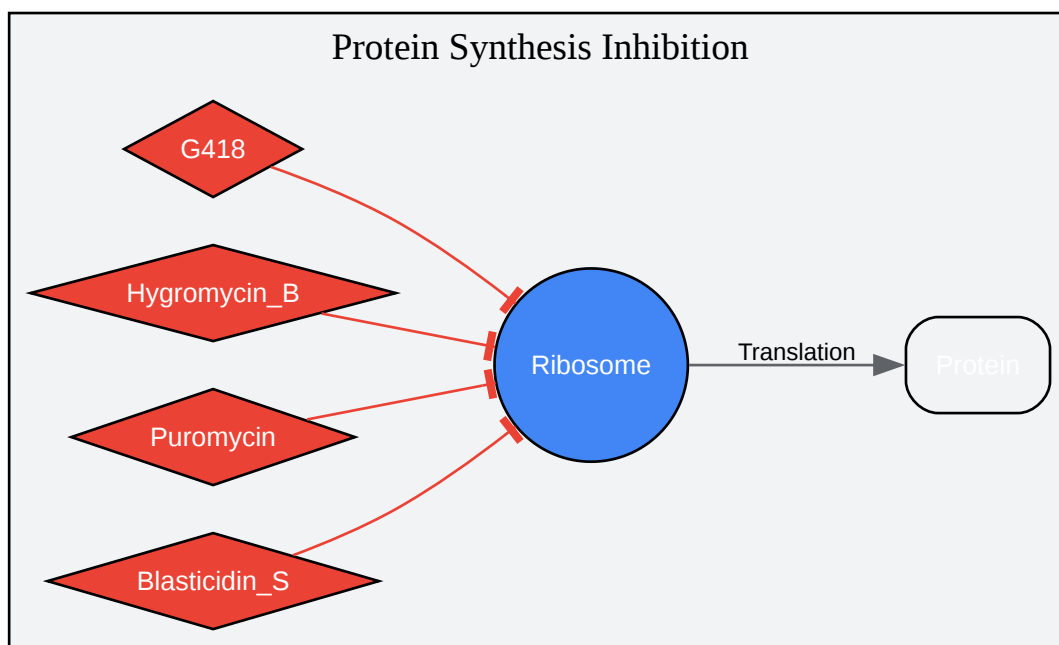 Protein Synthesis Inhibition
G418
Hygromycin_B
Puromycin
Blasticidin_S
Ribosome
Translation
Protein